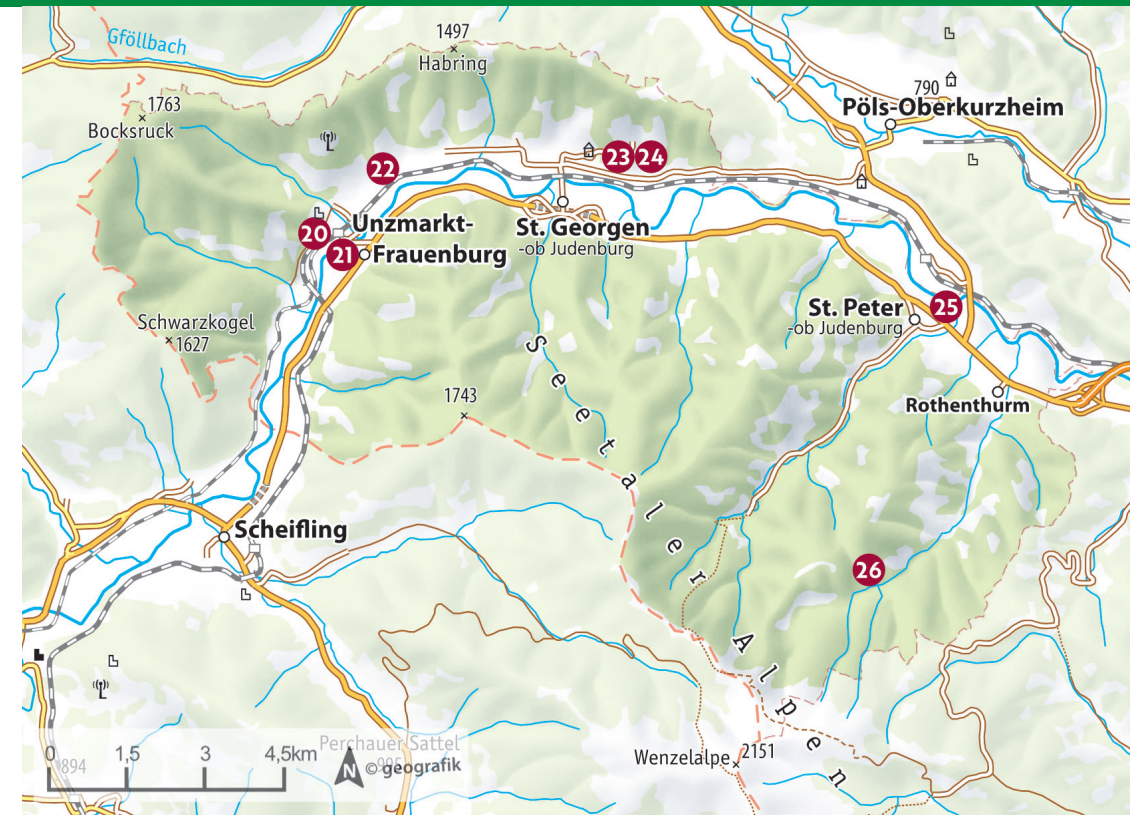 Gföllbach
1497
Habring
1763
Bocksruck
790
Pöls-Oberkurzheim
22
23
24
20
21
Unzmarkt-
Frauenburg
St. Georgen
-ob Judenburg
St. Peter
-ob Judenburg
25
Schwarzkogel
1627
1743
Rothenthurm
Seetaler Alpen
Scheifling
26
Wenzelalpe
2151
Perchauer Sattel
995
0 1,5 3 4,5km
894
N
© geografik